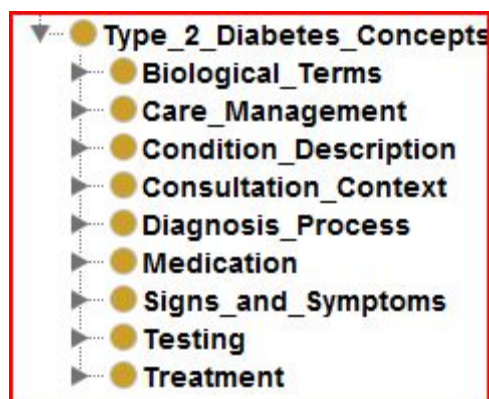 Type_2_Diabetes_Concepts
Biological_Terms
Care_Management
Condition_Description
Consultation_Context
Diagnosis_Process
Medication
Signs_and_Symptoms
Testing
Treatment